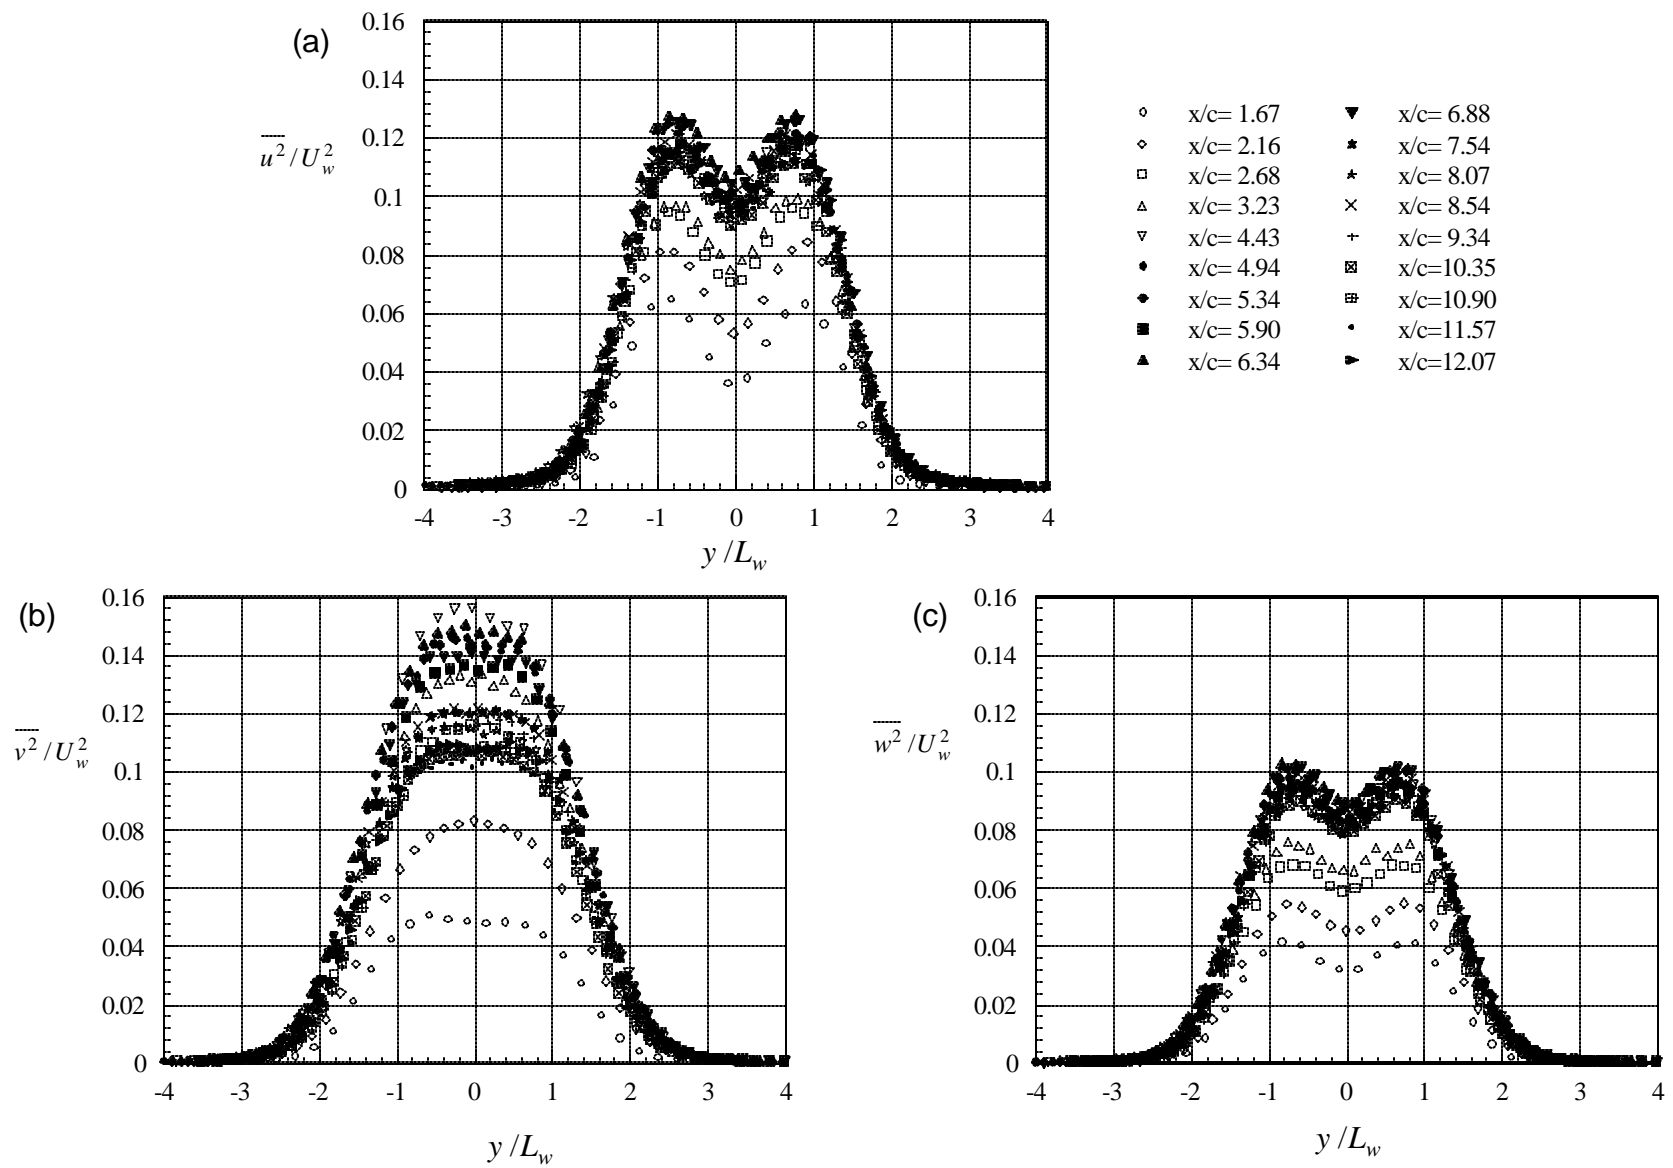 (a)
u²/U_w²
0.16
0.14
0.12
0.1
0.08
0.06
0.04
0.02
0
-4 -3 -2 -1 0 1 2 3 4
y /L_w
x/c= 1.67 x/c= 6.88
x/c= 2.16 x/c= 7.54
x/c= 2.68 x/c= 8.07
x/c= 3.23 x/c= 8.54
x/c= 4.43 x/c= 9.34
x/c= 4.94 x/c=10.35
x/c= 5.34 x/c=10.90
x/c= 5.90 x/c=11.57
x/c= 6.34 x/c=12.07
(b)
v²/U_w²
0.16
0.14
0.12
0.1
0.08
0.06
0.04
0.02
0
-4 -3 -2 -1 0 1 2 3 4
y /L_w
(c)
w²/U_w²
0.16
0.14
0.12
0.1
0.08
0.06
0.04
0.02
0
-4 -3 -2 -1 0 1 2 3 4
y /L_w